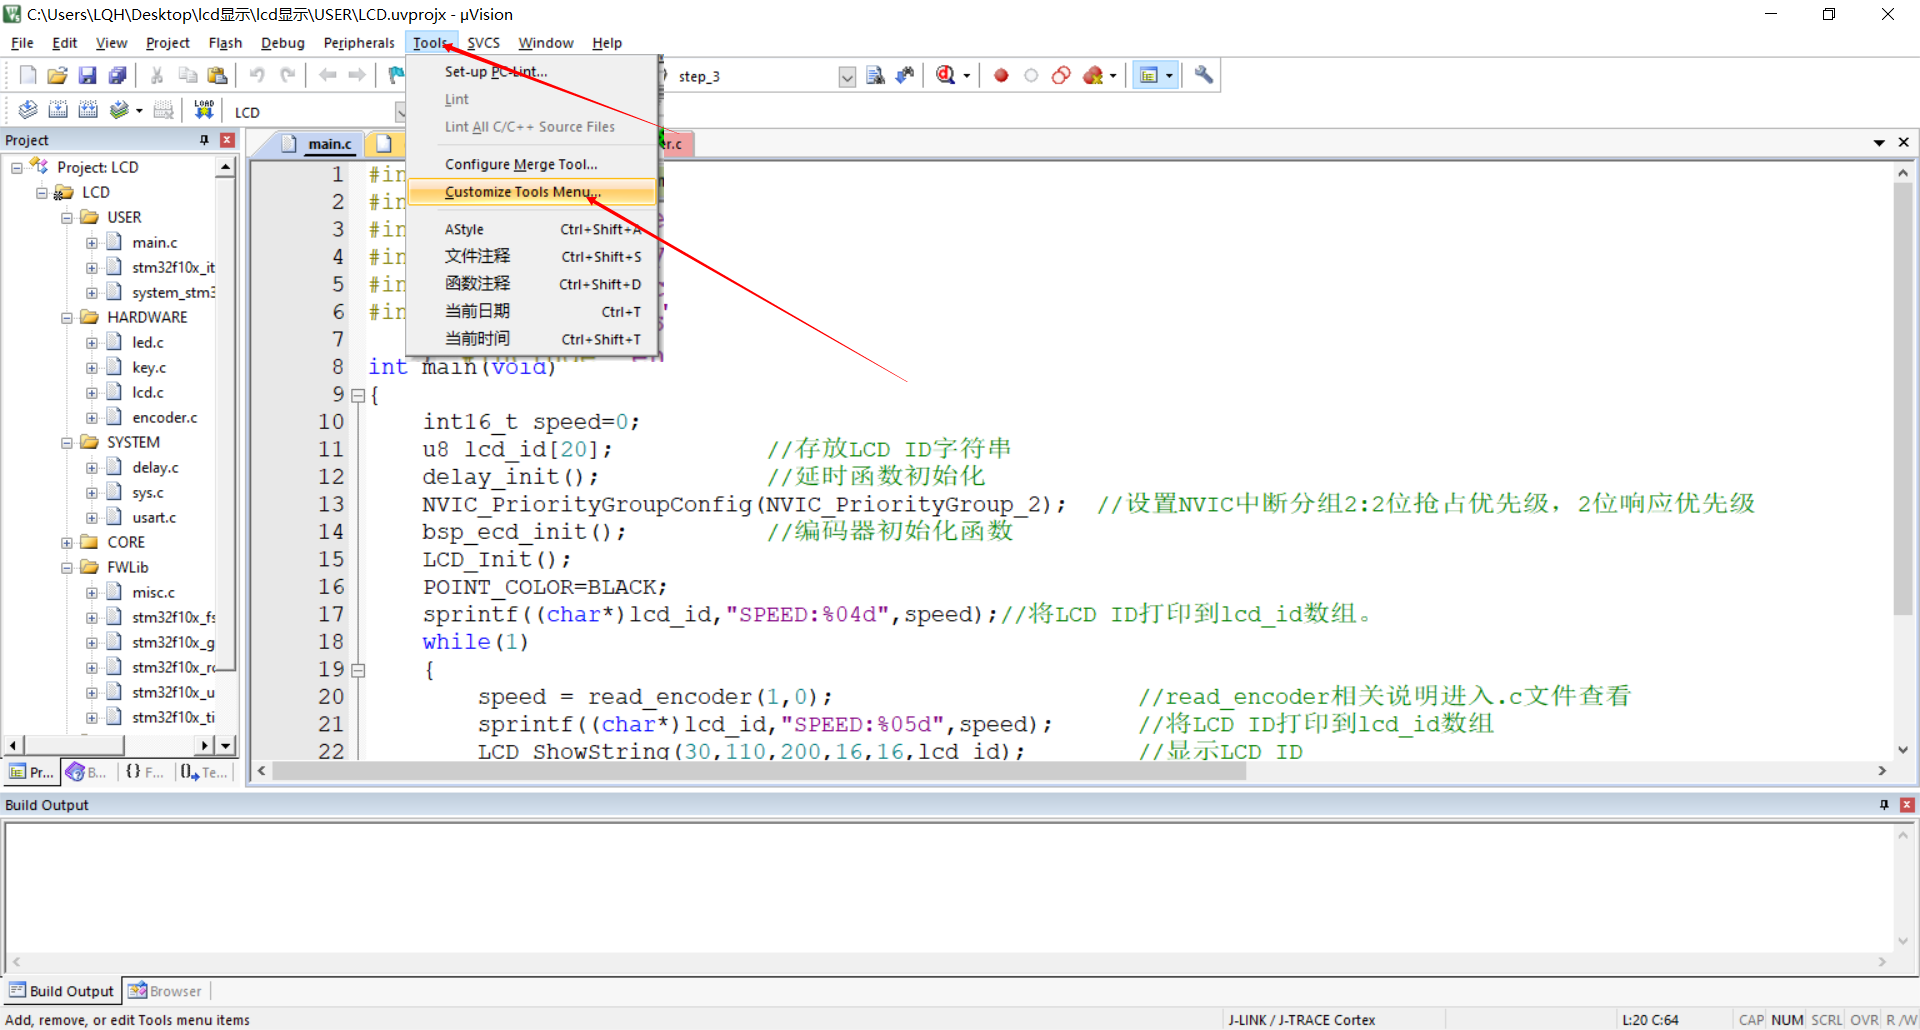 C:\Users\LQH\Desktop\lcd显示\lcd显示\USER\LCD.uvprojx - µVision
File Edit View Project Flash Debug Peripherals Tools SVCS Window Help
step_3
LOAD LCD
Project
Project: LCD
LCD
USER
main.c
stm32f10x_it
system_stm3
HARDWARE
led.c
key.c
lcd.c
encoder.c
SYSTEM
delay.c
sys.c
usart.c
CORE
FWLib
misc.c
stm32f10x_fs
stm32f10x_g
stm32f10x_rc
stm32f10x_u
stm32f10x_ti
Pr... B... {} F... Te...
Set-up PC-Lint...
Lint
Lint All C/C++ Source Files
Configure Merge Tool...
Customize Tools Menu...
AStyle Ctrl+Shift+A
文件注释 Ctrl+Shift+S
函数注释 Ctrl+Shift+D
当前日期 Ctrl+T
当前时间 Ctrl+Shift+T
main.c r.c
1 #in
2 #in
3 #in
4 #in
5 #in
6 #in
7
8 int main(void)
9 {
10 int16_t speed=0;
11 u8 lcd_id[20]; //存放LCD ID字符串
12 delay_init(); //延时函数初始化
13 NVIC_PriorityGroupConfig(NVIC_PriorityGroup_2); //设置NVIC中断分组2:2位抢占优先级，2位响应优先级
14 bsp_ecd_init(); //编码器初始化函数
15 LCD_Init();
16 POINT_COLOR=BLACK;
17 sprintf((char*)lcd_id,"SPEED:%04d",speed);//将LCD ID打印到lcd_id数组。
18 while(1)
19 {
20 speed = read_encoder(1,0); //read_encoder相关说明进入.c文件查看
21 sprintf((char*)lcd_id,"SPEED:%05d",speed); //将LCD ID打印到lcd_id数组
22 LCD_ShowString(30,110,200,16,16,lcd_id); //显示LCD ID
Build Output
Build Output Browser
Add, remove, or edit Tools menu items J-LINK / J-TRACE Cortex L:20 C:64 CAP NUM SCRL OVR R/W